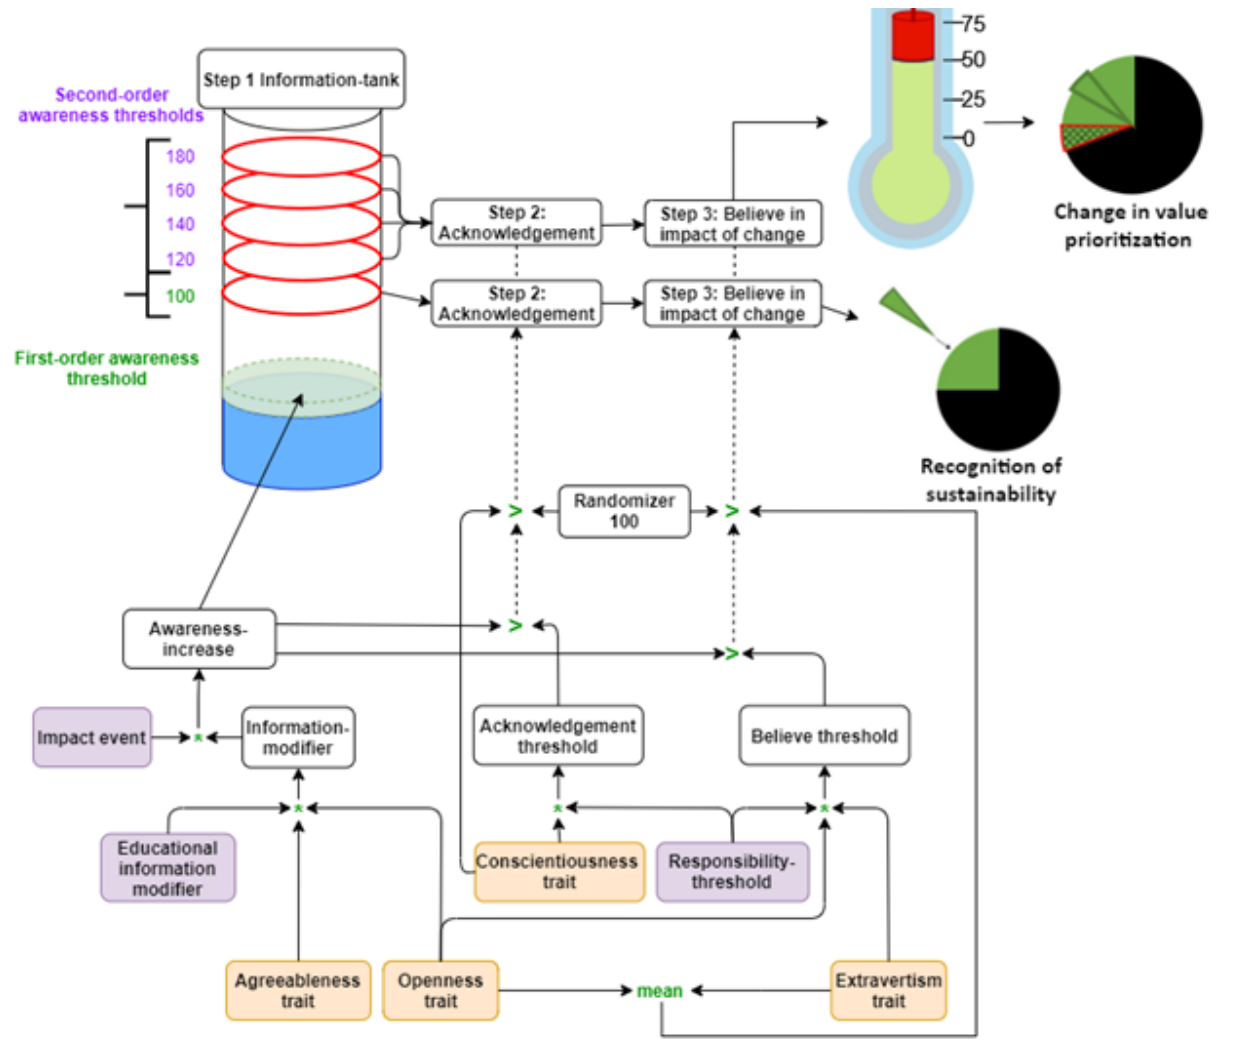 Step 1 Information-tank
Second-order
awareness thresholds
180
160
140
120
100
First-order awareness
threshold
Step 2:
Acknowledgement
Step 3: Believe in
impact of change
Step 2:
Acknowledgement
Step 3: Believe in
impact of change
75
50
25
0
Change in value
prioritization
Recognition of
sustainability
>
Randomizer
100
>
Awareness-
increase
>
>
Impact event
*
Information-
modifier
Acknowledgement
threshold
Believe threshold
*
*
*
Educational
information
modifier
Conscientiousness
trait
Responsibility-
threshold
Agreeableness
trait
Openness
trait
mean
Extravertism
trait